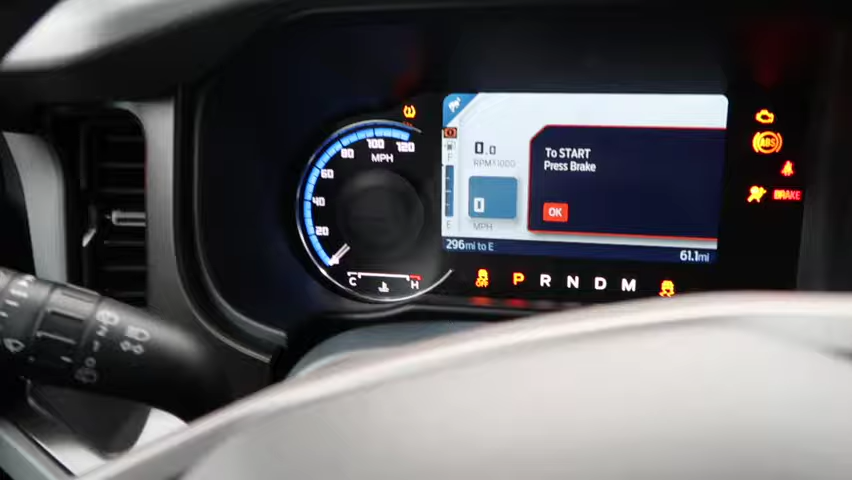 120
100
80
MPH
60
40
20
C
H
0.0
RPMx1000
F
0
MPH
E
To START
Press Brake
OK
296mi to E
61.1mi
OFF
P R N D M
ABS
BRAKE